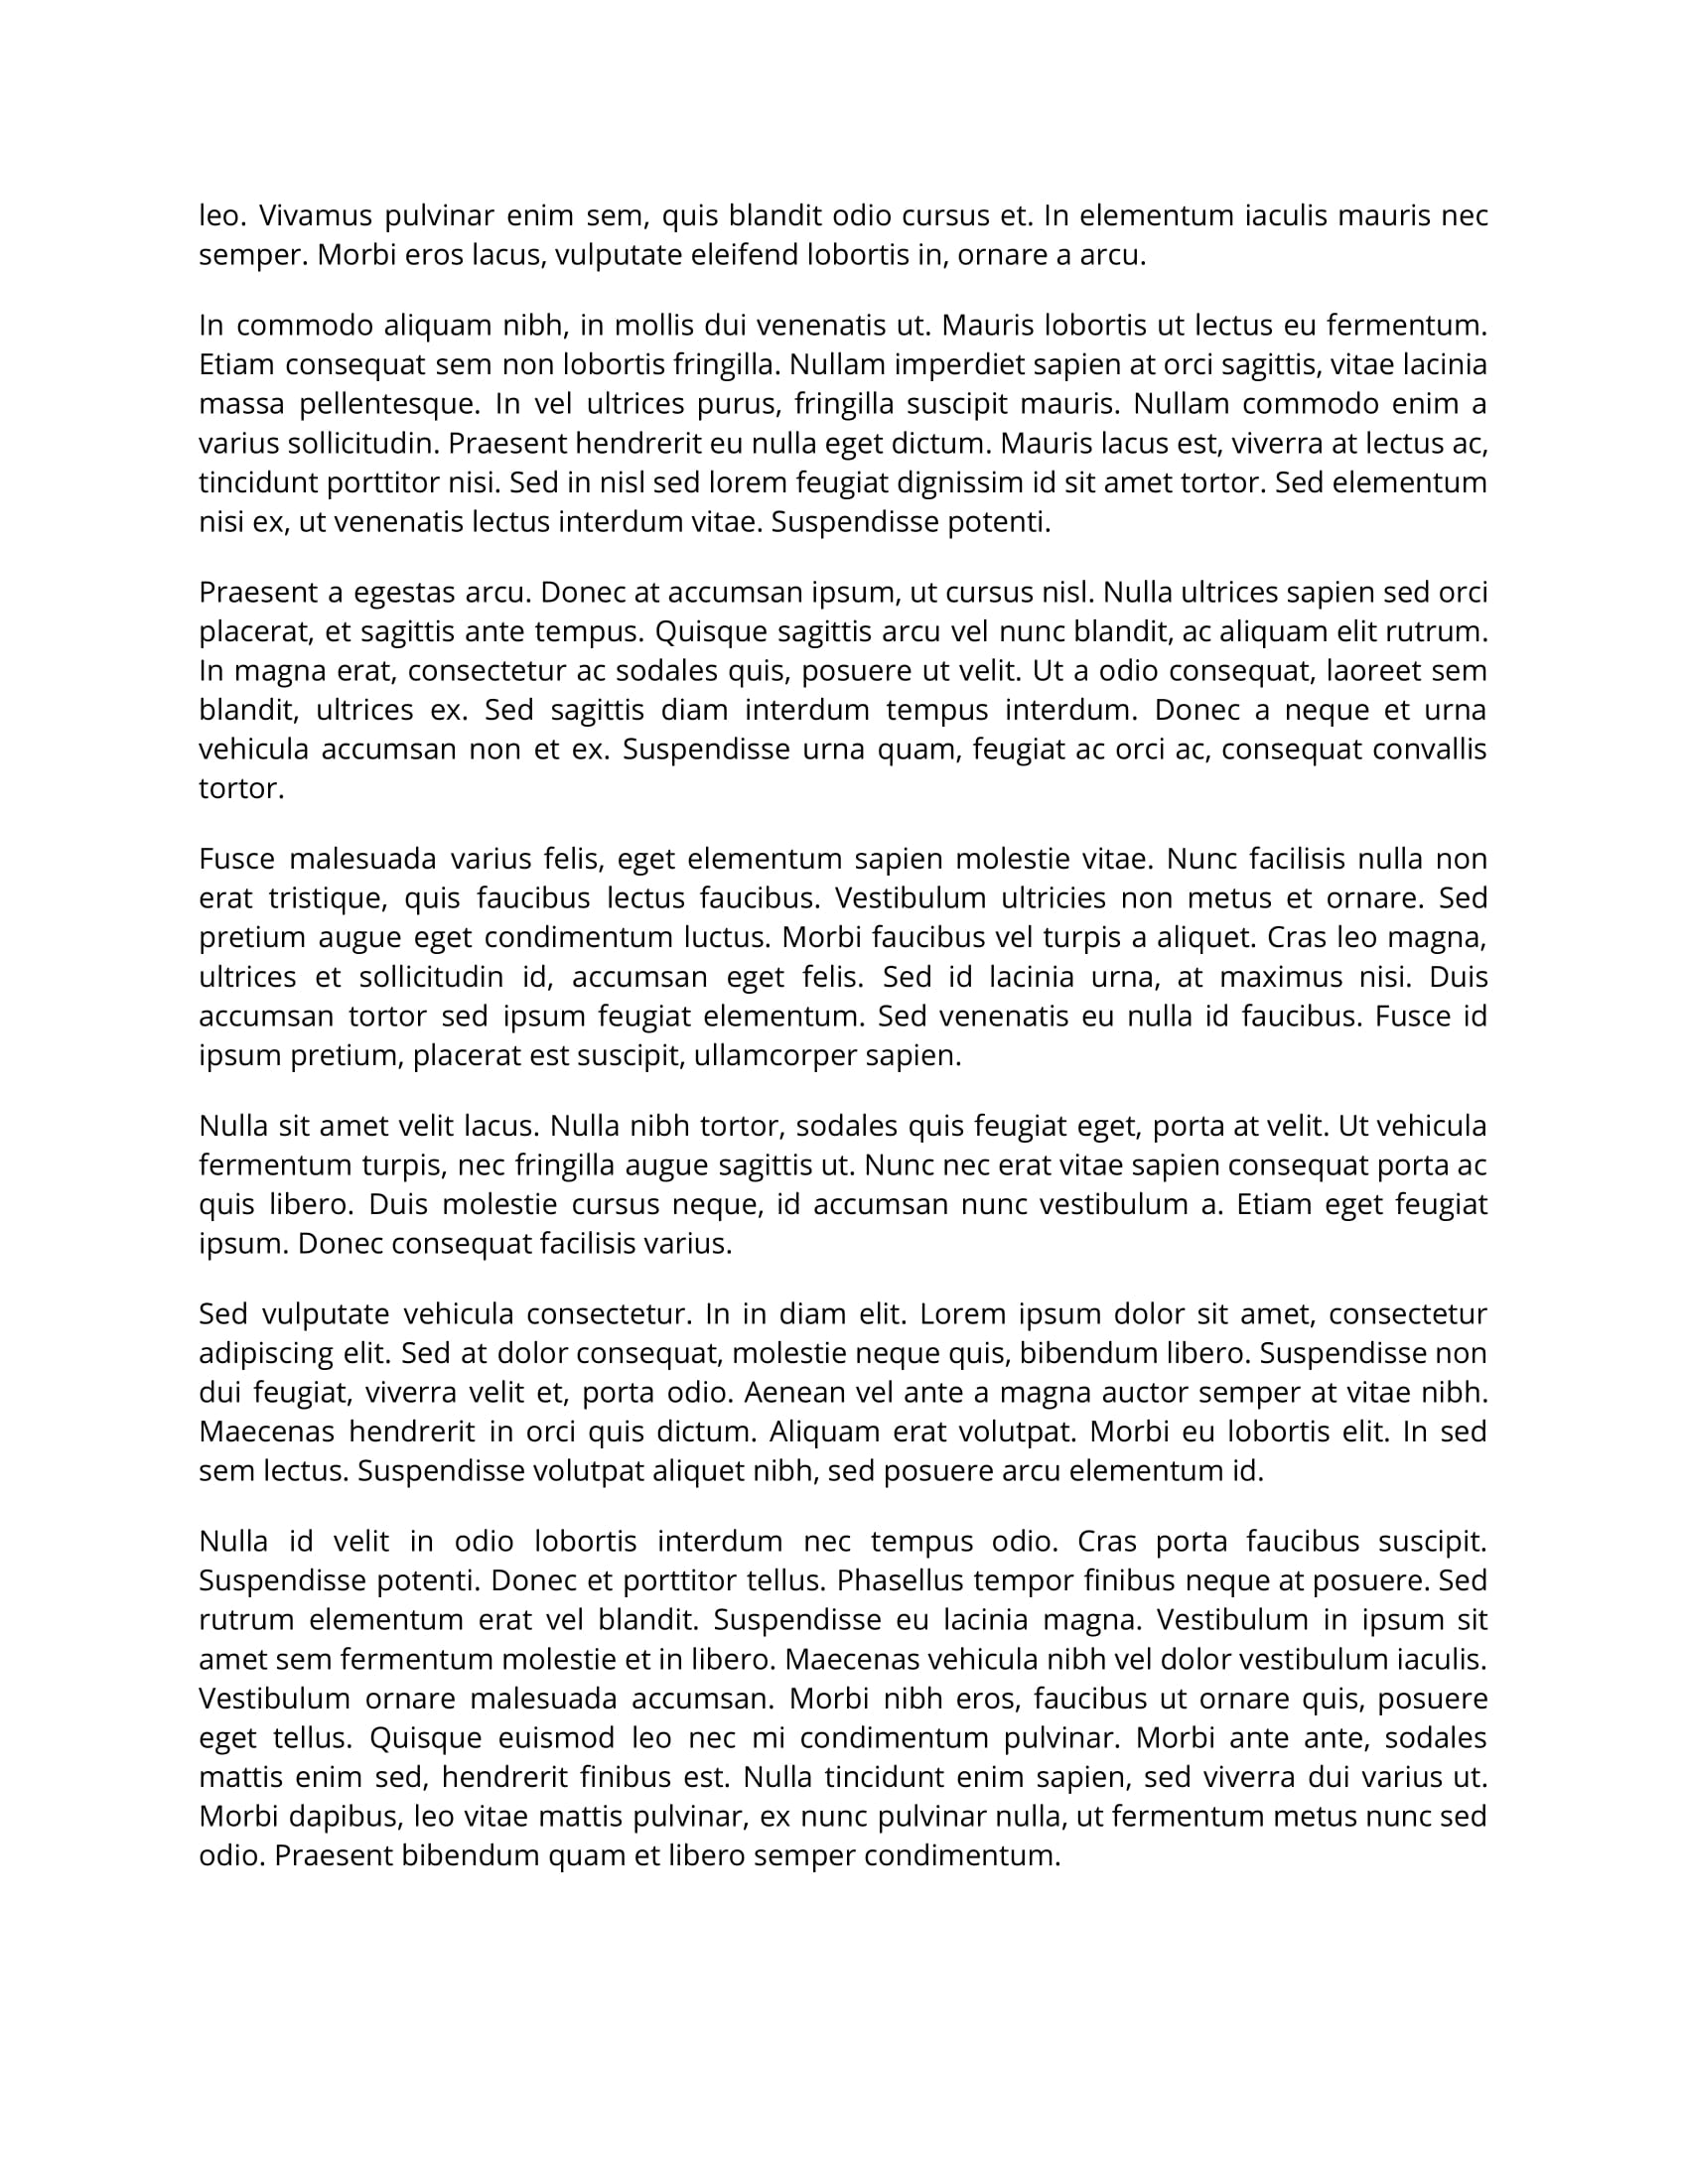 leo. Vivamus pulvinar enim sem, quis blandit odio cursus et. In elementum iaculis mauris nec
semper. Morbi eros lacus, vulputate eleifend lobortis in, ornare a arcu.
In commodo aliquam nibh, in mollis dui venenatis ut. Mauris lobortis ut lectus eu fermentum.
Etiam consequat sem non lobortis fringilla. Nullam imperdiet sapien at orci sagittis, vitae lacinia
massa pellentesque. In vel ultrices purus, fringilla suscipit mauris. Nullam commodo enim a
varius sollicitudin. Praesent hendrerit eu nulla eget dictum. Mauris lacus est, viverra at lectus ac,
tincidunt porttitor nisi. Sed in nisl sed lorem feugiat dignissim id sit amet tortor. Sed elementum
nisi ex, ut venenatis lectus interdum vitae. Suspendisse potenti.
Praesent a egestas arcu. Donec at accumsan ipsum, ut cursus nisl. Nulla ultrices sapien sed orci
placerat, et sagittis ante tempus. Quisque sagittis arcu vel nunc blandit, ac aliquam elit rutrum.
In magna erat, consectetur ac sodales quis, posuere ut velit. Ut a odio consequat, laoreet sem
blandit, ultrices ex. Sed sagittis diam interdum tempus interdum. Donec a neque et urna
vehicula accumsan non et ex. Suspendisse urna quam, feugiat ac orci ac, consequat convallis
tortor.
Fusce malesuada varius felis, eget elementum sapien molestie vitae. Nunc facilisis nulla non
erat tristique, quis faucibus lectus faucibus. Vestibulum ultricies non metus et ornare. Sed
pretium augue eget condimentum luctus. Morbi faucibus vel turpis a aliquet. Cras leo magna,
ultrices et sollicitudin id, accumsan eget felis. Sed id lacinia urna, at maximus nisi. Duis
accumsan tortor sed ipsum feugiat elementum. Sed venenatis eu nulla id faucibus. Fusce id
ipsum pretium, placerat est suscipit, ullamcorper sapien.
Nulla sit amet velit lacus. Nulla nibh tortor, sodales quis feugiat eget, porta at velit. Ut vehicula
fermentum turpis, nec fringilla augue sagittis ut. Nunc nec erat vitae sapien consequat porta ac
quis libero. Duis molestie cursus neque, id accumsan nunc vestibulum a. Etiam eget feugiat
ipsum. Donec consequat facilisis varius.
Sed vulputate vehicula consectetur. In in diam elit. Lorem ipsum dolor sit amet, consectetur
adipiscing elit. Sed at dolor consequat, molestie neque quis, bibendum libero. Suspendisse non
dui feugiat, viverra velit et, porta odio. Aenean vel ante a magna auctor semper at vitae nibh.
Maecenas hendrerit in orci quis dictum. Aliquam erat volutpat. Morbi eu lobortis elit. In sed
sem lectus. Suspendisse volutpat aliquet nibh, sed posuere arcu elementum id.
Nulla id velit in odio lobortis interdum nec tempus odio. Cras porta faucibus suscipit.
Suspendisse potenti. Donec et porttitor tellus. Phasellus tempor finibus neque at posuere. Sed
rutrum elementum erat vel blandit. Suspendisse eu lacinia magna. Vestibulum in ipsum sit
amet sem fermentum molestie et in libero. Maecenas vehicula nibh vel dolor vestibulum iaculis.
Vestibulum ornare malesuada accumsan. Morbi nibh eros, faucibus ut ornare quis, posuere
eget tellus. Quisque euismod leo nec mi condimentum pulvinar. Morbi ante ante, sodales
mattis enim sed, hendrerit finibus est. Nulla tincidunt enim sapien, sed viverra dui varius ut.
Morbi dapibus, leo vitae mattis pulvinar, ex nunc pulvinar nulla, ut fermentum metus nunc sed
odio. Praesent bibendum quam et libero semper condimentum.